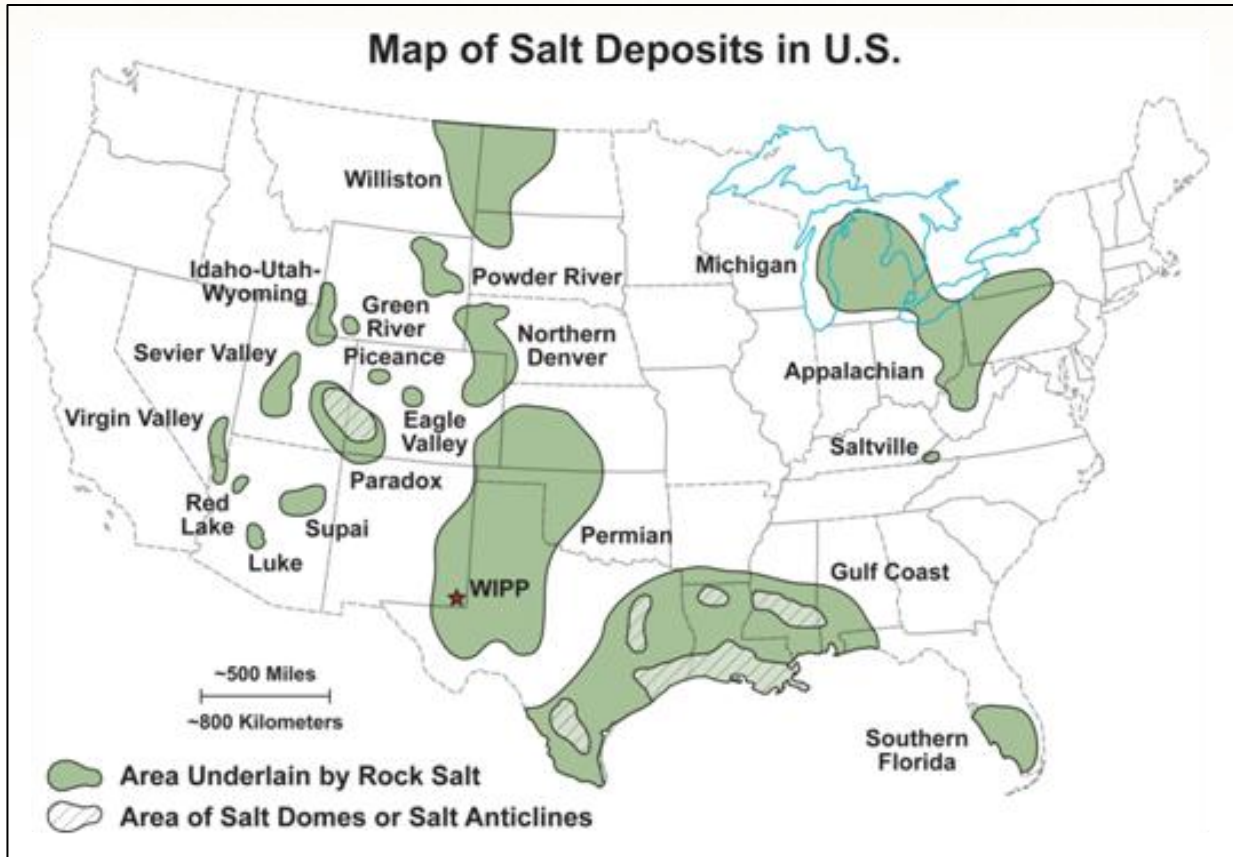 Map of Salt Deposits in U.S.
Williston
Michigan
Idaho-Utah-
Wyoming
Powder River
Green
River
Northern
Denver
Sevier Valley
Piceance
Appalachian
Virgin Valley
Eagle
Valley
Saltville
Paradox
Red
Lake
Supai
Permian
Luke
Gulf Coast
WIPP
~500 Miles
~800 Kilometers
Southern
Florida
Area Underlain by Rock Salt
Area of Salt Domes or Salt Anticlines